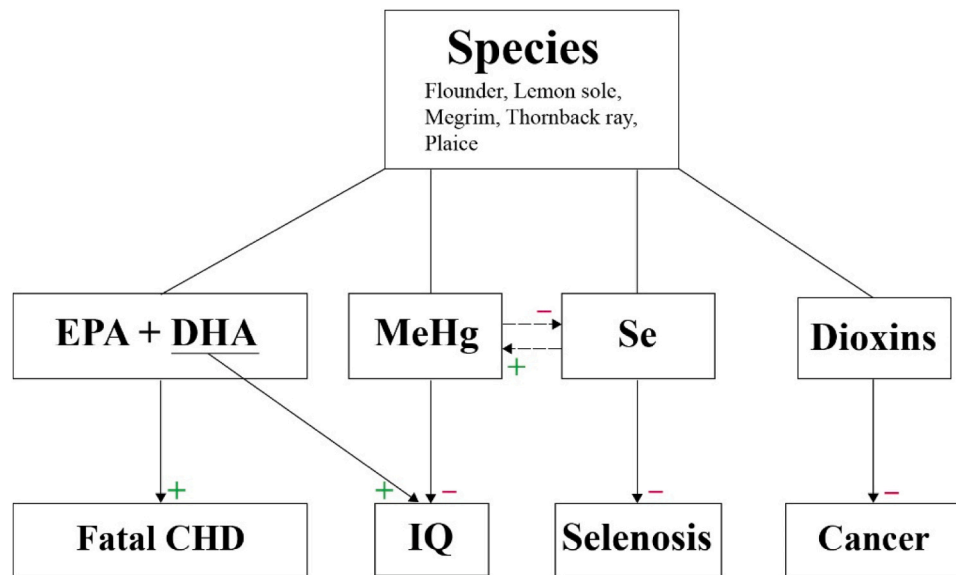 Species
Flounder, Lemon sole,
Megrim, Thornback ray,
Plaice
EPA + DHA
MeHg
−
+
Se
Dioxins
+
+
−
−
−
Fatal CHD
IQ
Selenosis
Cancer